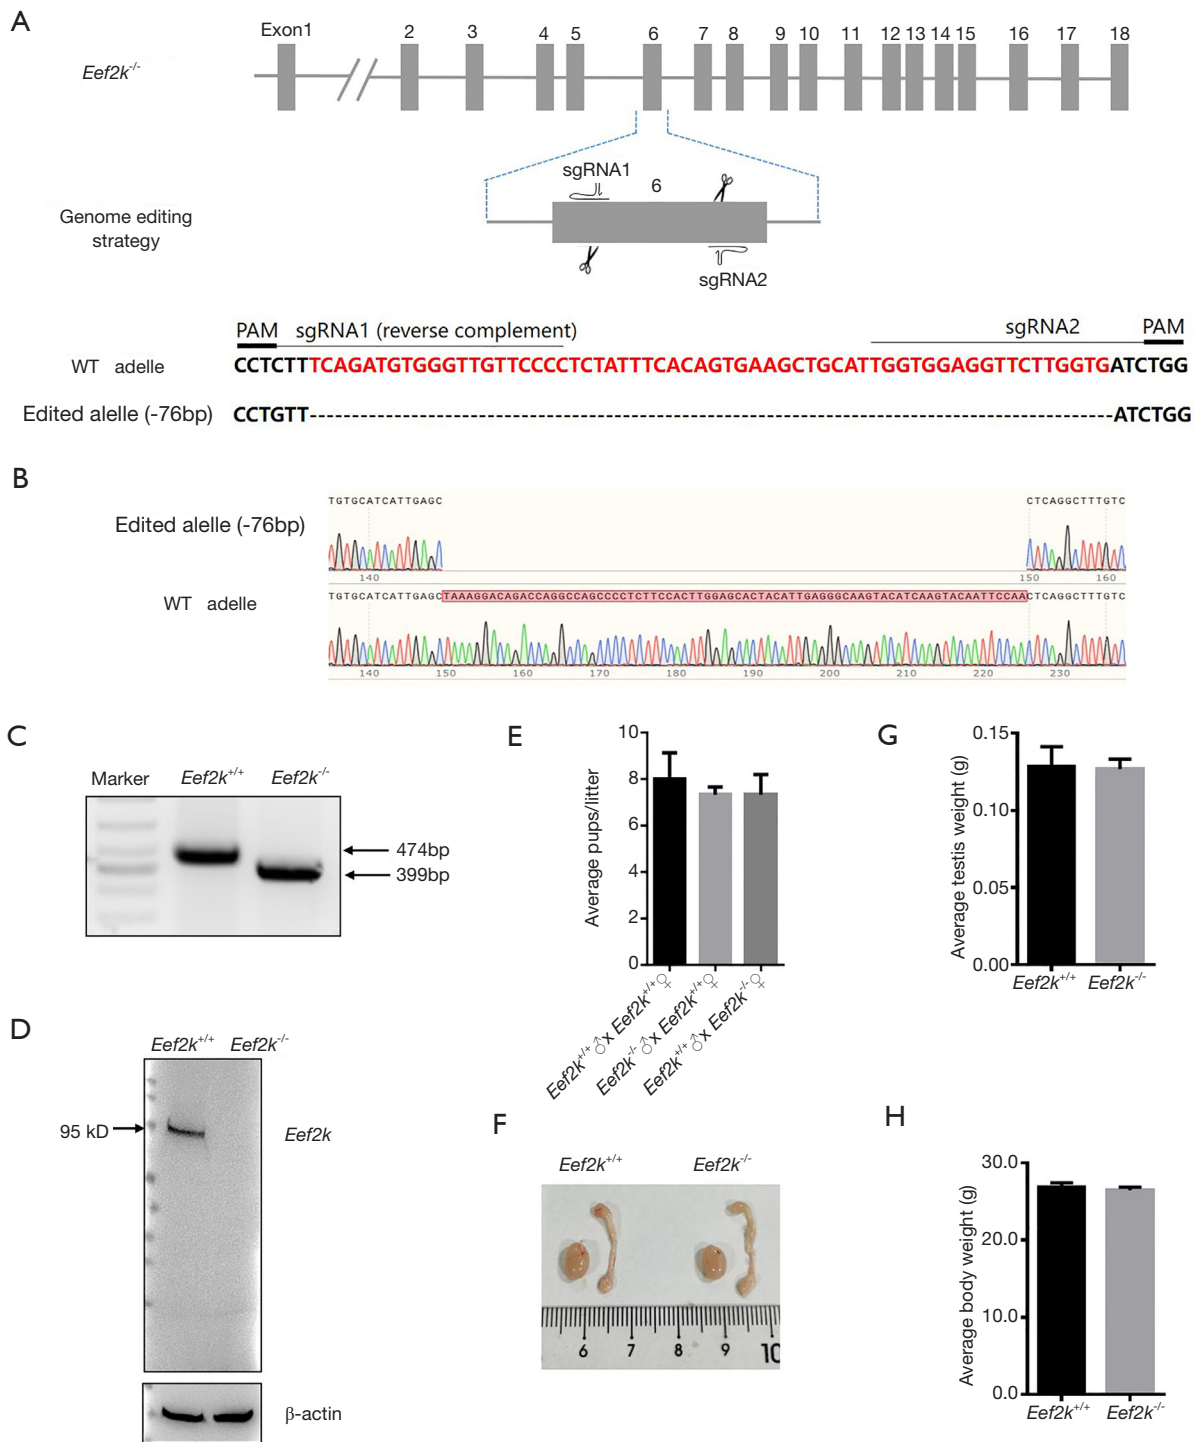 A
Exon1 2 3 4 5 6 7 8 9 10 11 12 13 14 15 16 17 18
Eef2k-/-
sgRNA1
6
Genome editing
strategy
sgRNA2
PAM sgRNA1 (reverse complement) sgRNA2 PAM
WT adelle CCTCTTTCAGATGTGGGTTGTTCCCCTCTATTTCACAGTGAAGCTGCATTGGTGGAGGTTCTTGGTGATCTGG
Edited alelle (-76bp) CCTGTT--------------------------------------------------------------ATCTGG
B
TGTGCATCATTGAGC CTCAGGCTTTGTC
Edited alelle (-76bp)
140 150 160
WT adelle
TGTGCATCATTGAGCTAAAGGACAGACCAGGCCAGCCCCCTCTTCCACTTGGAGCACTACATTGAGGGCAAGTACATCAAGTACAATTCCAACTCAGGCTTTGTC
140 150 160 170 180 190 200 210 220 230
C
Marker Eef2k+/+ Eef2k-/-
474bp
399bp
D
Eef2k+/+ Eef2k-/-
95 kD
Eef2k
β-actin
E
Average pups/litter
10
8
6
4
2
0
Eef2k+/+♂x Eef2k+/+♀
Eef2k-/-♂x Eef2k+/+♀
Eef2k+/+♂x Eef2k-/-♀
F
Eef2k+/+ Eef2k-/-
6 7 8 9 10
G
Average testis weight (g)
0.15
0.10
0.05
0.00
Eef2k+/+ Eef2k-/-
H
Average body weight (g)
30.0
20.0
10.0
0.0
Eef2k+/+ Eef2k-/-